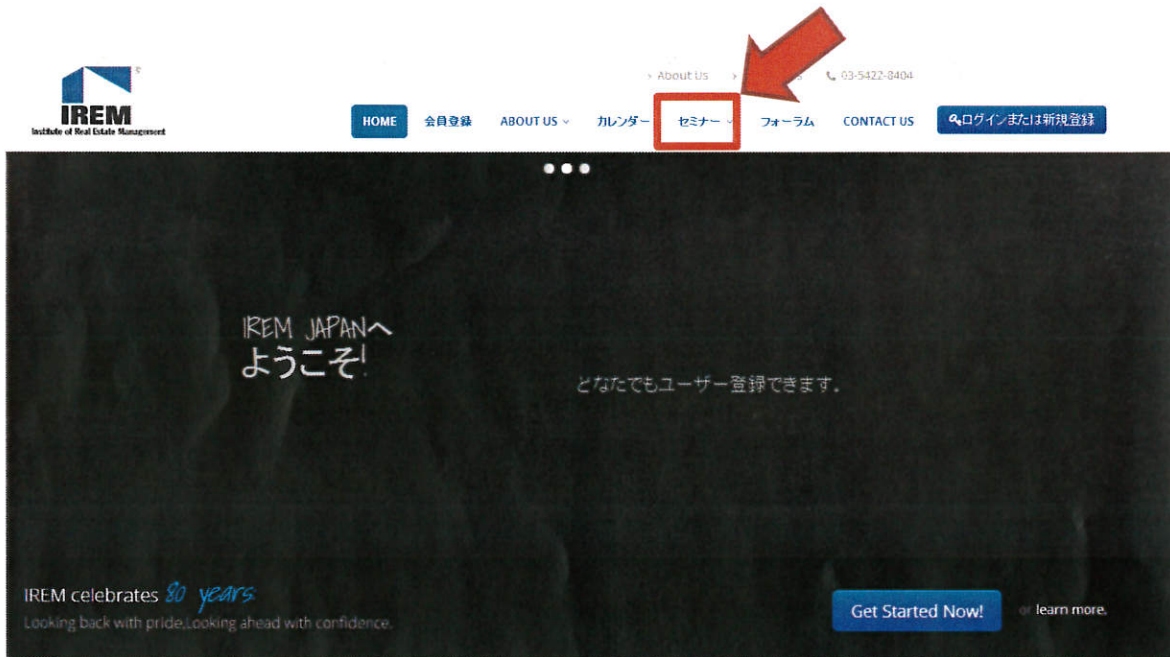 IREM
Institute of Real Estate Management
About Us
03-5422-8404
HOME 会員登録 ABOUT US カレンダー セミナー フォーラム CONTACT US ログインまたは新規登録
IREM JAPANへ
ようこそ!
どなたでもユーザー登録できます.
IREM celebrates 80 years
Looking back with pride,Looking ahead with confidence.
Get Started Now! or learn more.